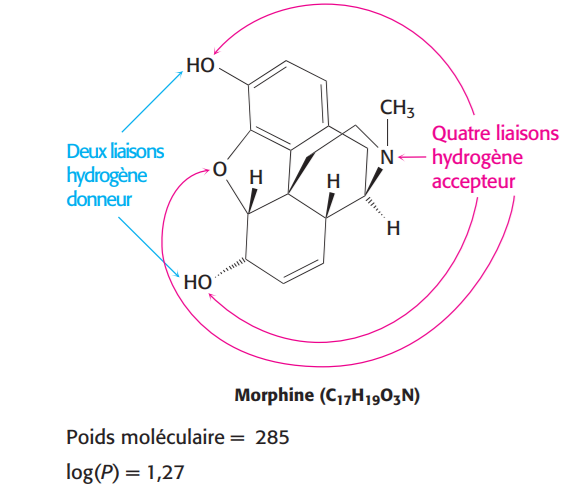 HO
CH₃
Deux liaisons
hydrogène
donneur
Quatre liaisons
hydrogène
accepteur
N
O
H
H
H
HO
Morphine (C₁₇H₁₉O₃N)
Poids moléculaire = 285
log(P) = 1,27